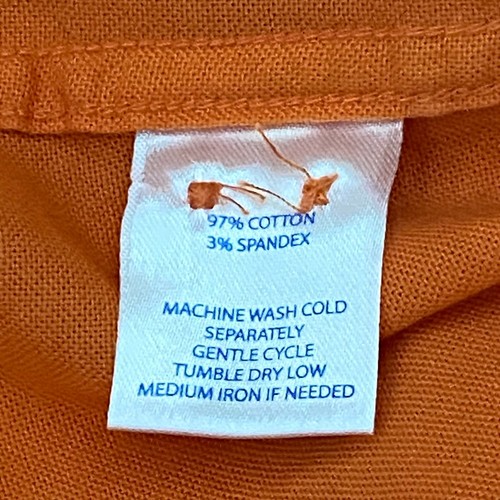 97% COTTON
3% SPANDEX
MACHINE WASH COLD
SEPARATELY
GENTLE CYCLE
TUMBLE DRY LOW
MEDIUM IRON IF NEEDED